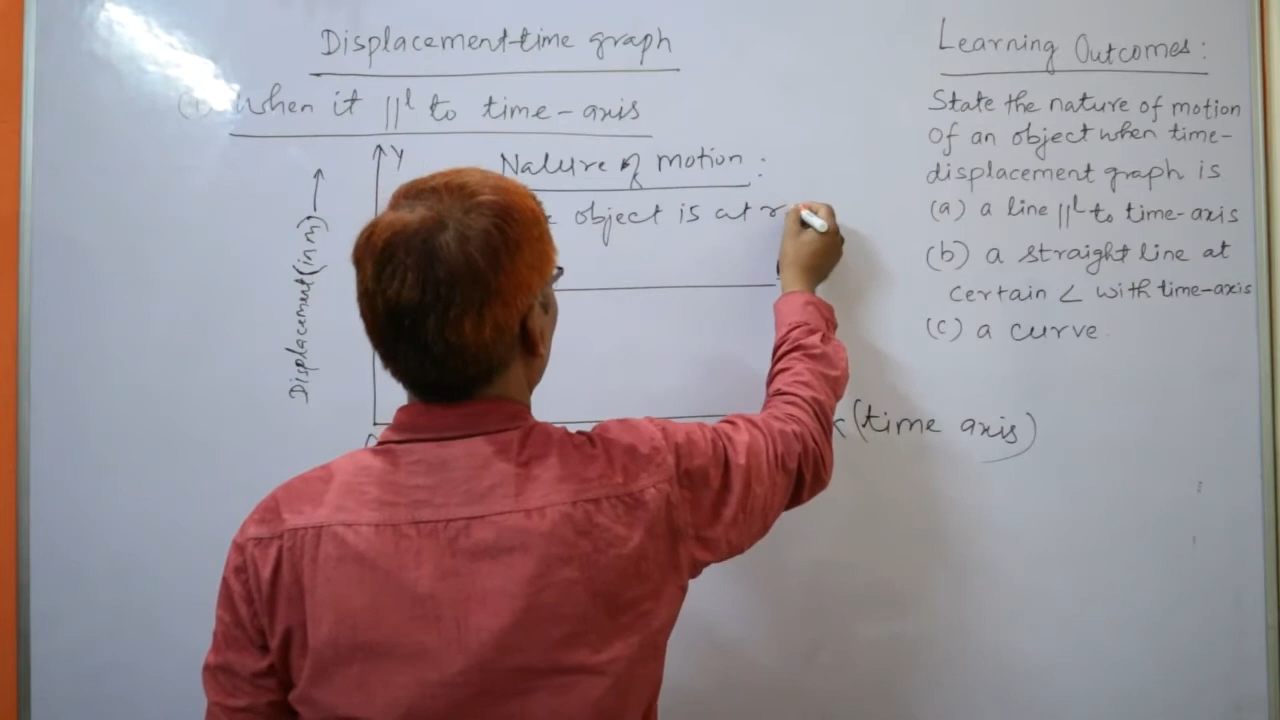 Displacement-time graph
When it ||l to time-axis
Y
Nature of motion :
object is at
Displacement(in m)
(time axis)
Learning Outcomes:
State the nature of motion
Of an object when time-
displacement graph is
(a) a line ||l to time-axis
(b) a straight line at
certain ∠ with time-axis
(c) a curve